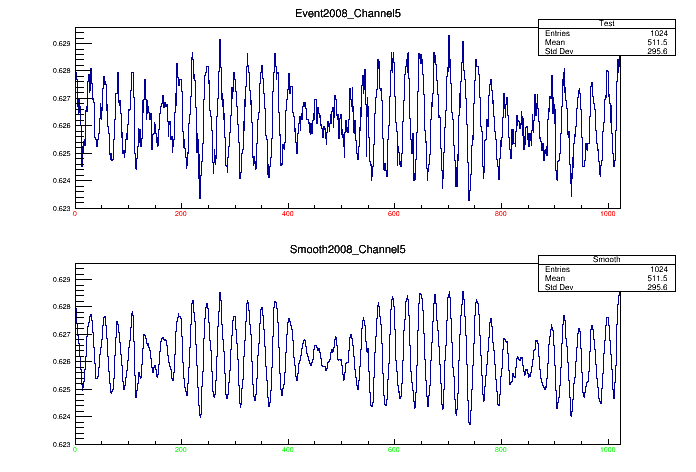 Event2008_Channel5
Test
Entries 1024
Mean 511.5
Std Dev 295.6
0.629
0.628
0.627
0.626
0.625
0.624
0.623
0 200 400 600 800 1000
Smooth2008_Channel5
Smooth
Entries 1024
Mean 511.5
Std Dev 295.6
0.629
0.628
0.627
0.626
0.625
0.624
0.623
0 200 400 600 800 1000